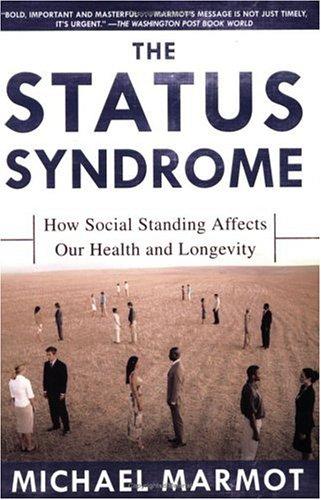 "BOLD, IMPORTANT AND MASTERFUL.... MARMOT'S MESSAGE IS NOT JUST TIMELY,
IT'S URGENT." —THE WASHINGTON POST BOOK WORLD
THE
STATUS
SYNDROME
How Social Standing Affects
Our Health and Longevity
MICHAEL MARMOT